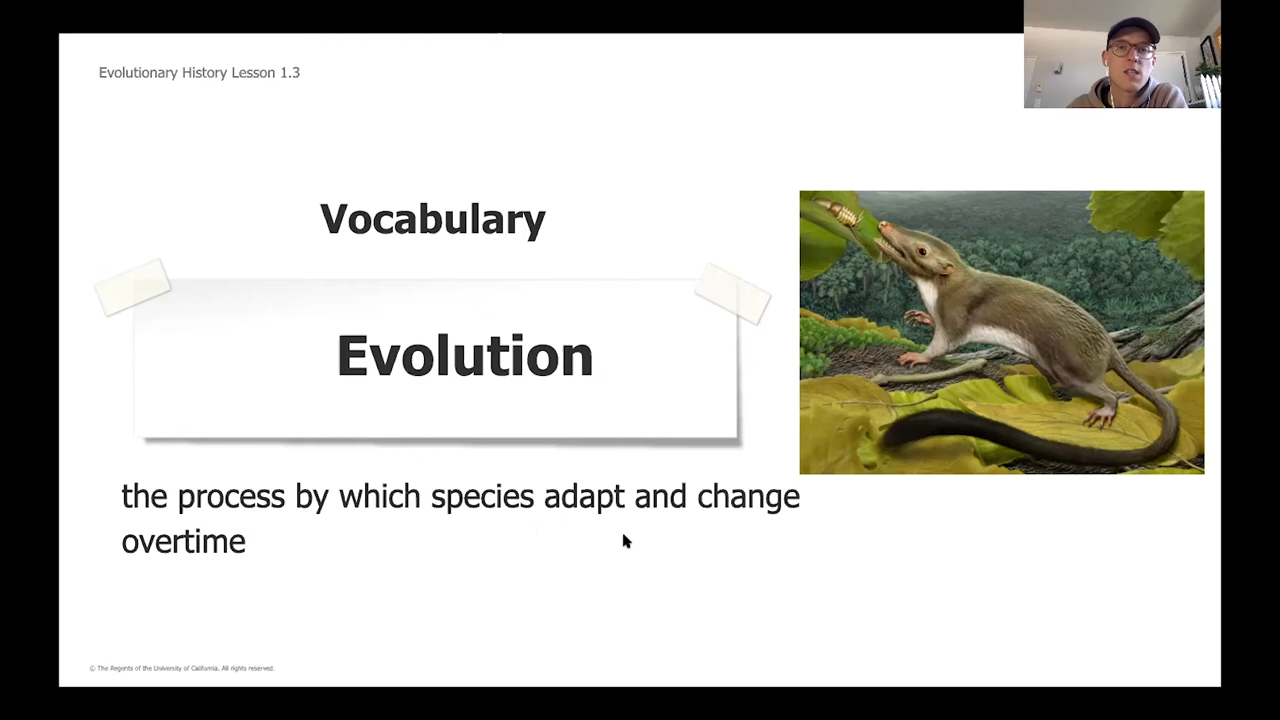 Evolutionary History Lesson 1.3
Vocabulary
Evolution
the process by which species adapt and change
overtime
© The Regents of the University of California. All rights reserved.